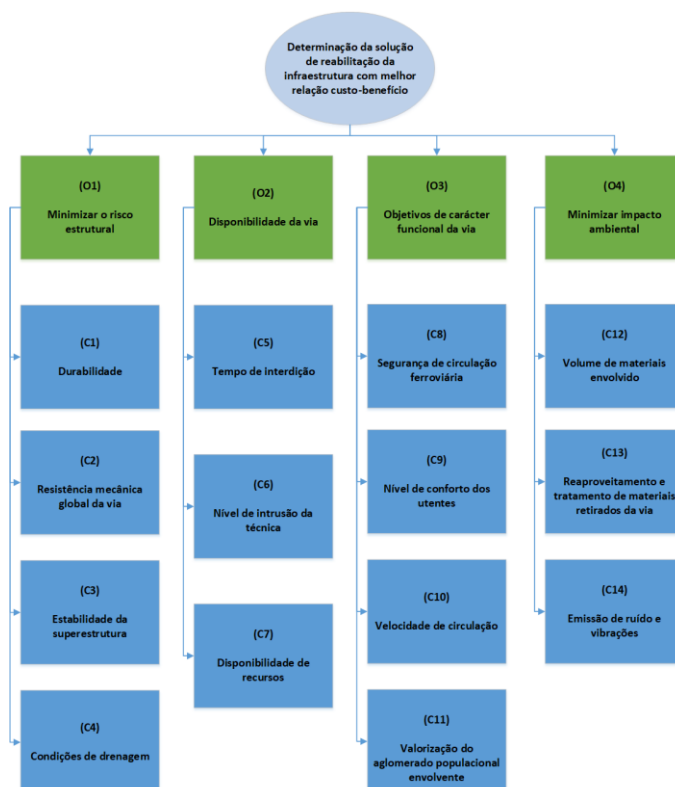 Determinação da solução
de reabilitação da
infraestrutura com melhor
relação custo-benefício
(O1)
Minimizar o risco
estrutural
(O2)
Disponibilidade da via
(O3)
Objetivos de carácter
funcional da via
(O4)
Minimizar impacto
ambiental
(C1)
Durabilidade
(C2)
Resistência mecânica
global da via
(C3)
Estabilidade da
superestrutura
(C4)
Condições de drenagem
(C5)
Tempo de interdição
(C6)
Nível de intrusão da
técnica
(C7)
Disponibilidade de
recursos
(C8)
Segurança de circulação
ferroviária
(C9)
Nível de conforto dos
utentes
(C10)
Velocidade de circulação
(C11)
Valorização do
aglomerado populacional
envolvente
(C12)
Volume de materiais
envolvido
(C13)
Reaproveitamento e
tratamento de materiais
retirados da via
(C14)
Emissão de ruído e
vibrações